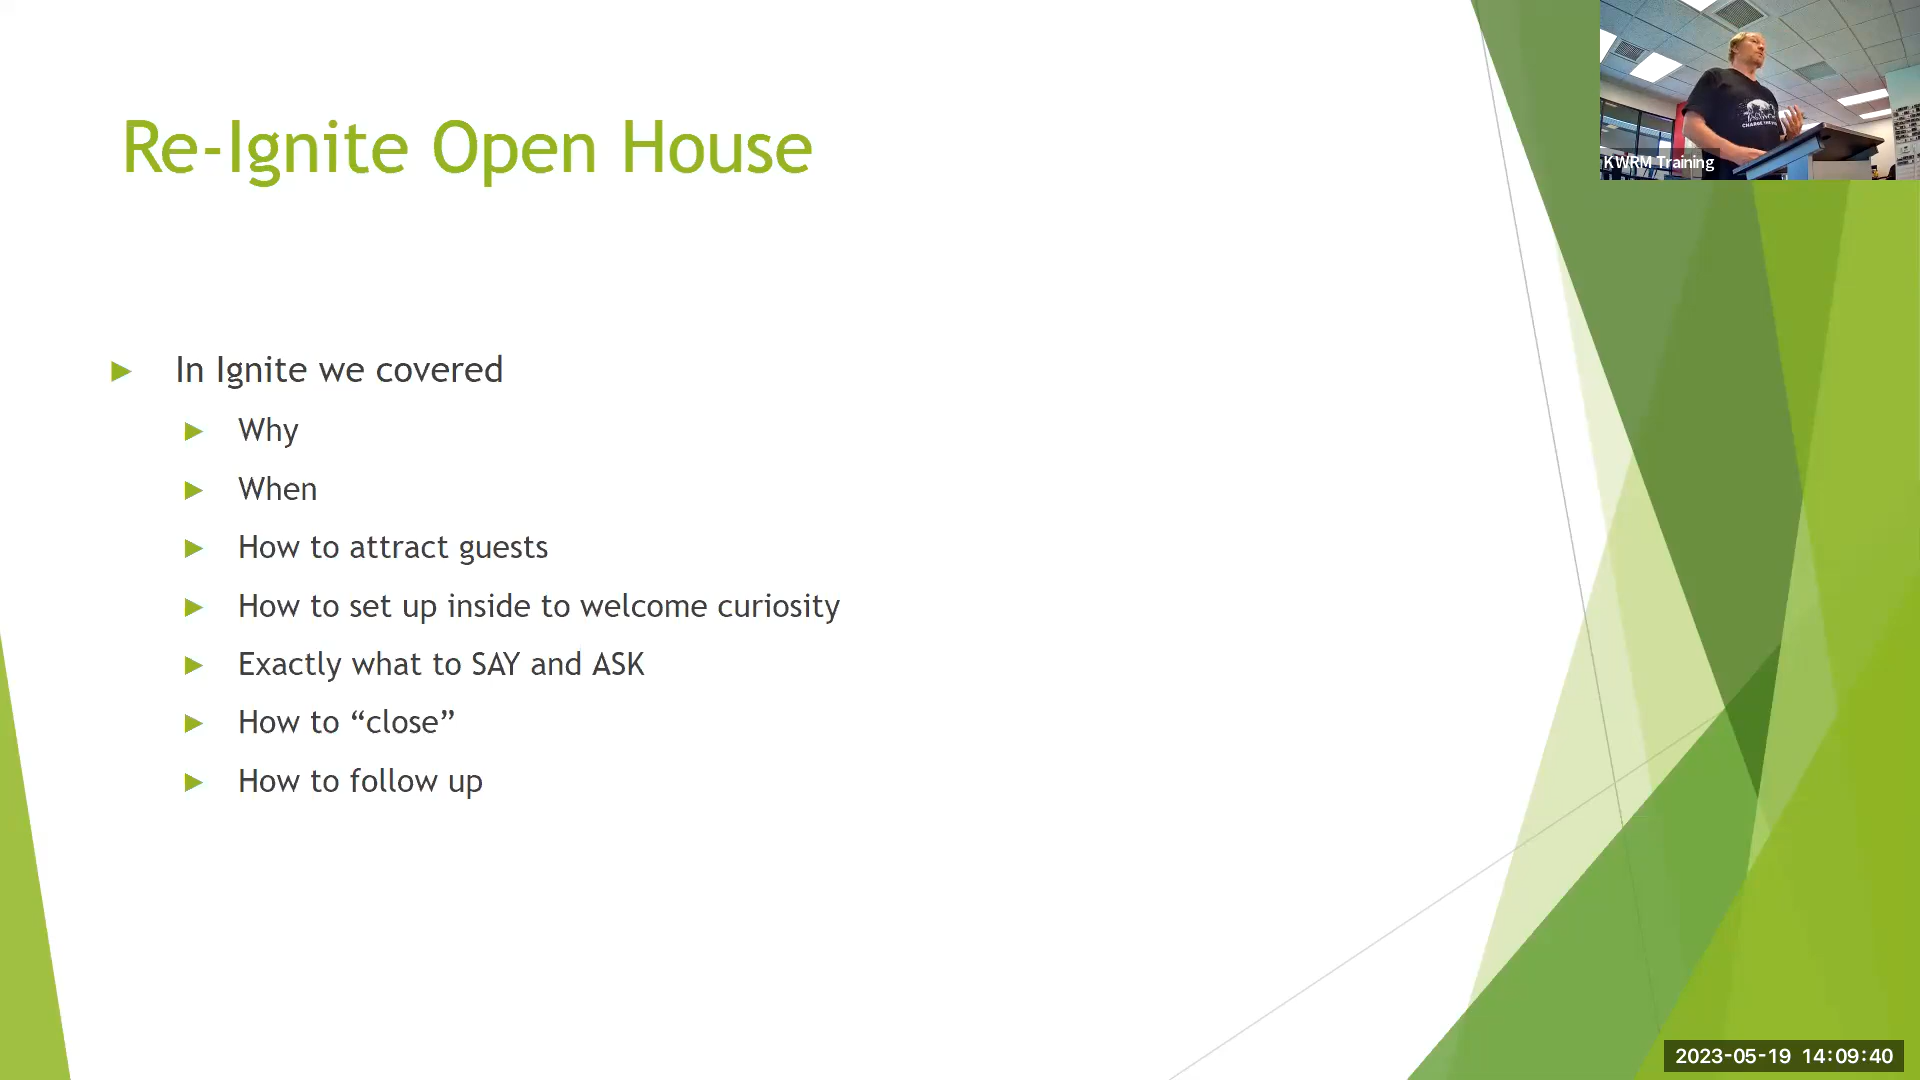 Re-Ignite Open House
In Ignite we covered
Why
When
How to attract guests
How to set up inside to welcome curiosity
Exactly what to SAY and ASK
How to “close”
How to follow up
KWRM Training
2023-05-19 14:09:40